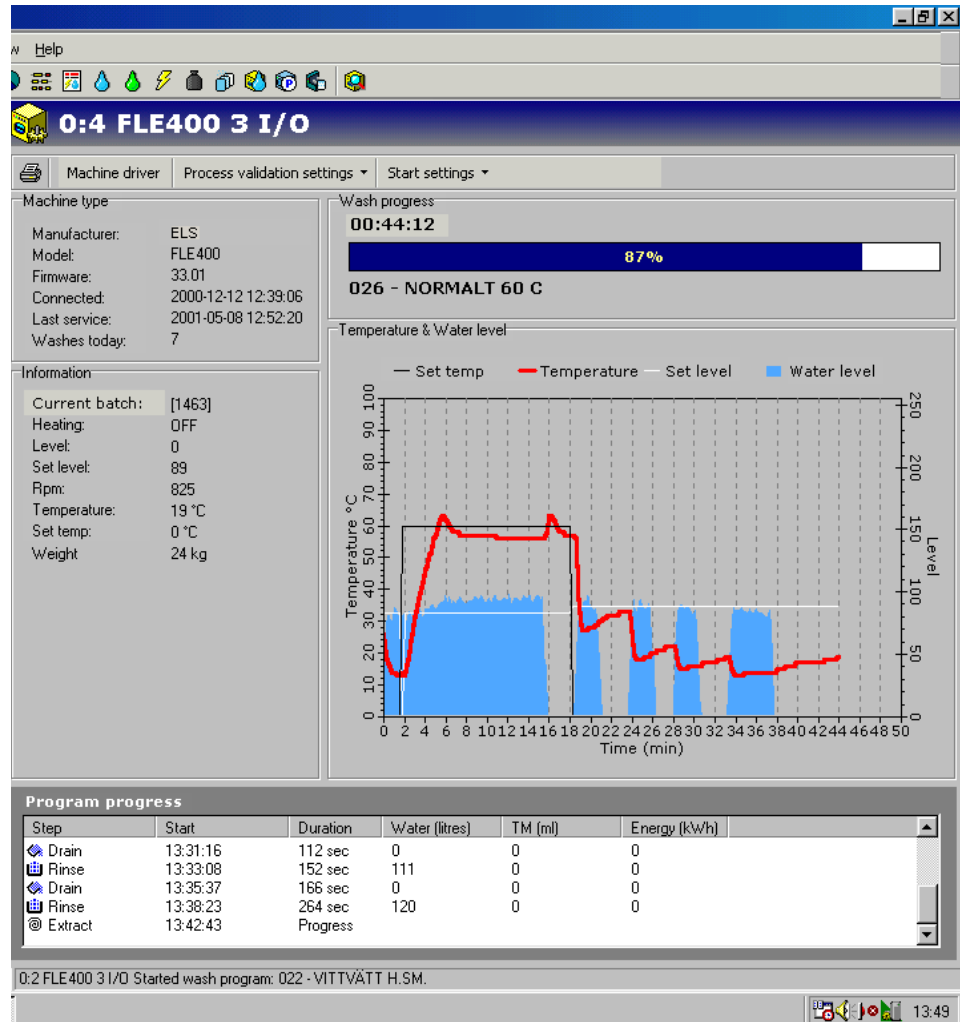 w Help
0:4 FLE400 3 I/O
Machine driver Process validation settings Start settings
Machine type
Manufacturer: ELS
Model: FLE400
Firmware: 33.01
Connected: 2000-12-12 12:39:06
Last service: 2001-05-08 12:52:20
Washes today: 7
Wash progress
00:44:12
87%
026 - NORMALT 60 C
Information
Current batch: [1463]
Heating: OFF
Level: 0
Set level: 89
Rpm: 825
Temperature: 19 °C
Set temp: 0 °C
Weight 24 kg
Temperature & Water level
Set temp Temperature Set level Water level
100
90
80
70
60
50
40
30
20
10
0
Temperature °C
250
200
150
100
50
0
Level
0 2 4 6 8 10 12 14 16 18 20 22 24 26 28 30 32 34 36 38 40 42 44 46 48 50
Time (min)
Program progress
Step Start Duration Water (litres) TM (ml) Energy (kWh)
Drain 13:31:16 112 sec 0 0 0
Rinse 13:33:08 152 sec 111 0 0
Drain 13:35:37 166 sec 0 0 0
Rinse 13:38:23 264 sec 120 0 0
Extract 13:42:43 Progress
0:2 FLE400 3 I/O Started wash program: 022 - VITTVÄTT H.SM.
13:49